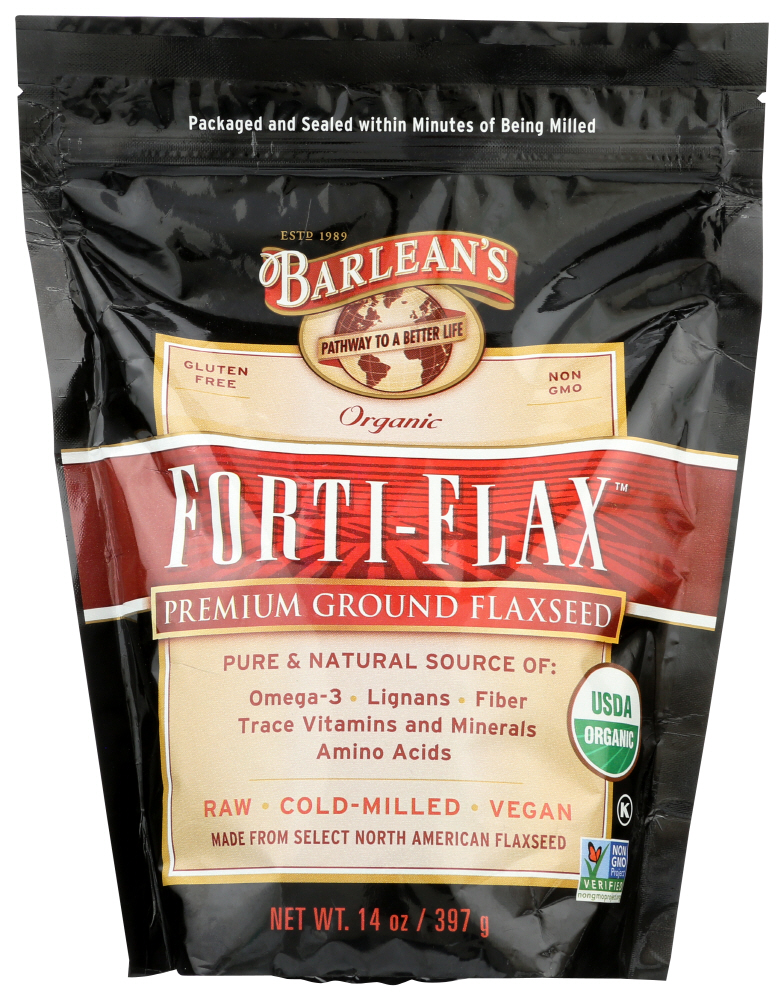 Packaged and Sealed within Minutes of Being Milled
ESTD 1989
BARLEAN'S
PATHWAY TO A BETTER LIFE
GLUTEN
FREE
NON
GMO
Organic
FORTI-FLAX™
PREMIUM GROUND FLAXSEED
PURE & NATURAL SOURCE OF:
Omega-3 • Lignans • Fiber
Trace Vitamins and Minerals
Amino Acids
USDA
ORGANIC
RAW • COLD-MILLED • VEGAN
MADE FROM SELECT NORTH AMERICAN FLAXSEED
K
NON
GMO
Project
VERIFIED
NET WT. 14 oz / 397 g